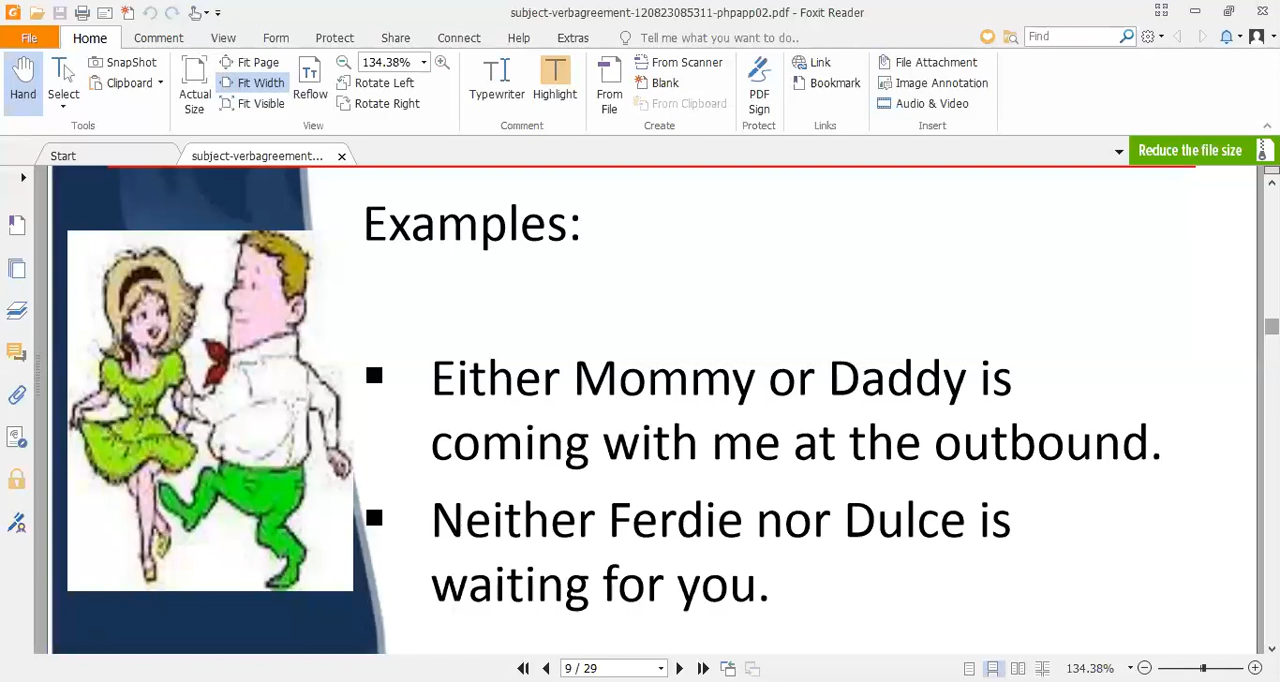 subject-verbagreement-120823085311-phpapp02.pdf - Foxit Reader
File Home Comment View Form Protect Share Connect Help Extras Tell me what you want to do.. Find
Hand Select SnapShot Clipboard Actual Size Fit Page Fit Width Fit Visible Reflow 134.38% Rotate Left Rotate Right Typewriter Highlight From File From Scanner Blank From Clipboard PDF Sign Link Bookmark File Attachment Image Annotation Audio & Video
Tools View Comment Create Protect Links Insert
Start subject-verbagreement... Reduce the file size
Examples:
Either Mommy or Daddy is
coming with me at the outbound.
Neither Ferdie nor Dulce is
waiting for you.
9 / 29 134.38%